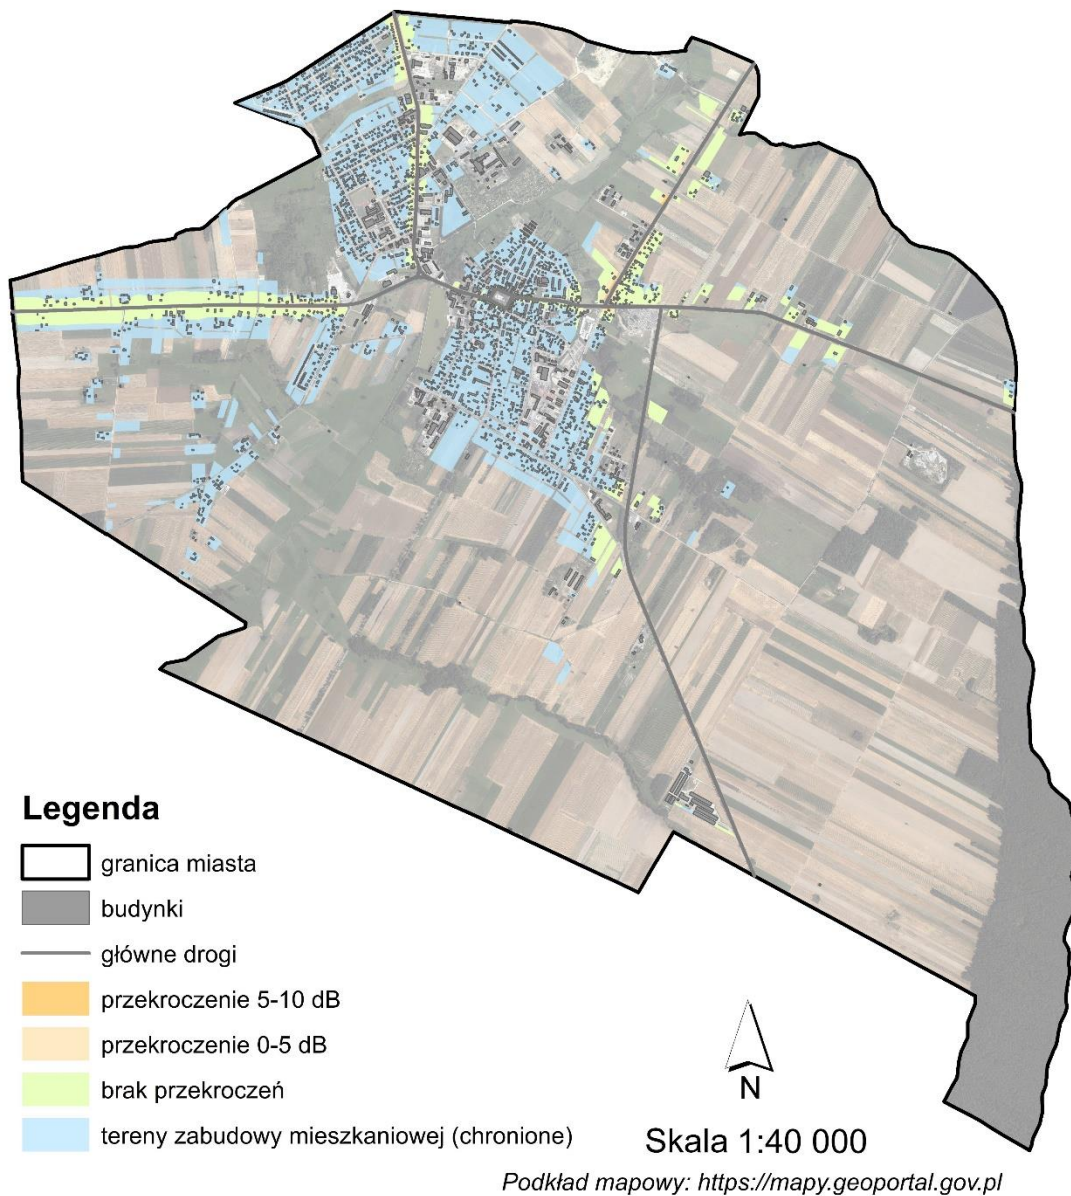 Legenda
granica miasta
budynki
główne drogi
przekroczenie 5-10 dB
przekroczenie 0-5 dB
brak przekroczeń
tereny zabudowy mieszkaniowej (chronione)
N
Skala 1:40 000
Podkład mapowy: https://mapy.geoportal.gov.pl